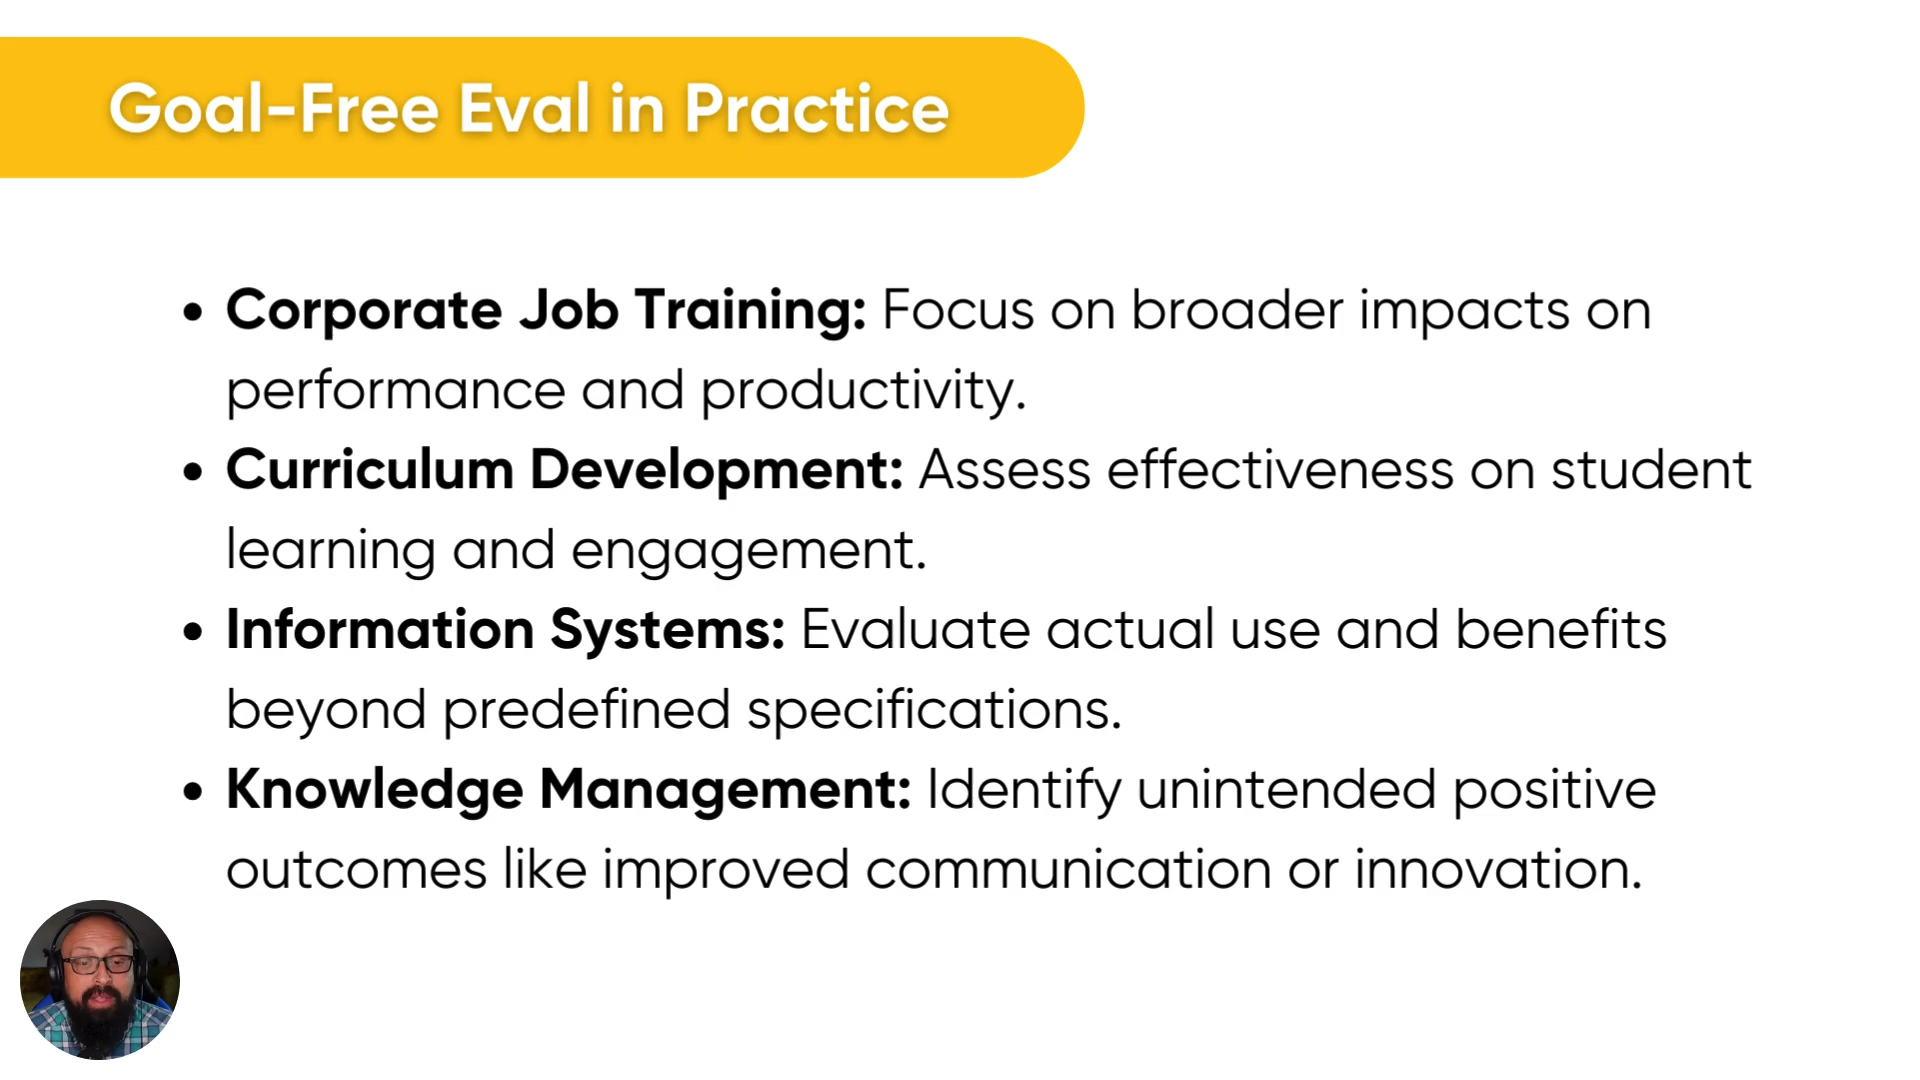 Goal-Free Eval in Practice
• Corporate Job Training: Focus on broader impacts on
performance and productivity.
• Curriculum Development: Assess effectiveness on student
learning and engagement.
• Information Systems: Evaluate actual use and benefits
beyond predefined specifications.
• Knowledge Management: Identify unintended positive
outcomes like improved communication or innovation.